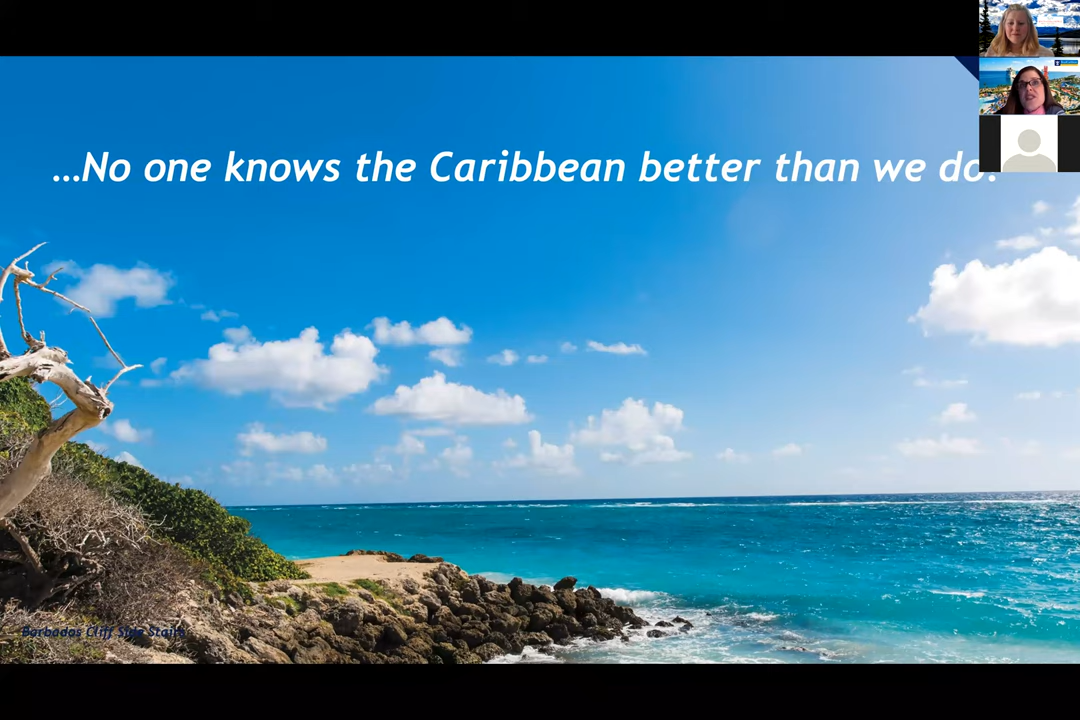 ...No one knows the Caribbean better than we do.
Barbados Cliff Side Stairs